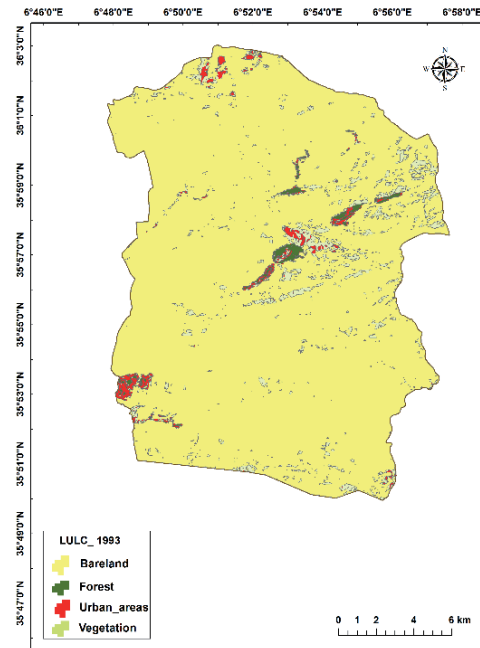 6°46'0"E 6°48'0"E 6°50'0"E 6°52'0"E 6°54'0"E 6°56'0"E 6°58'0"E
36°3'0"N
36°1'0"N
35°59'0"N
35°57'0"N
35°55'0"N
35°53'0"N
35°51'0"N
35°49'0"N
35°47'0"N
N
W E
S
LULC_ 1993
Bareland
Forest
Urban_areas
Vegetation
0 1 2 4 6 km